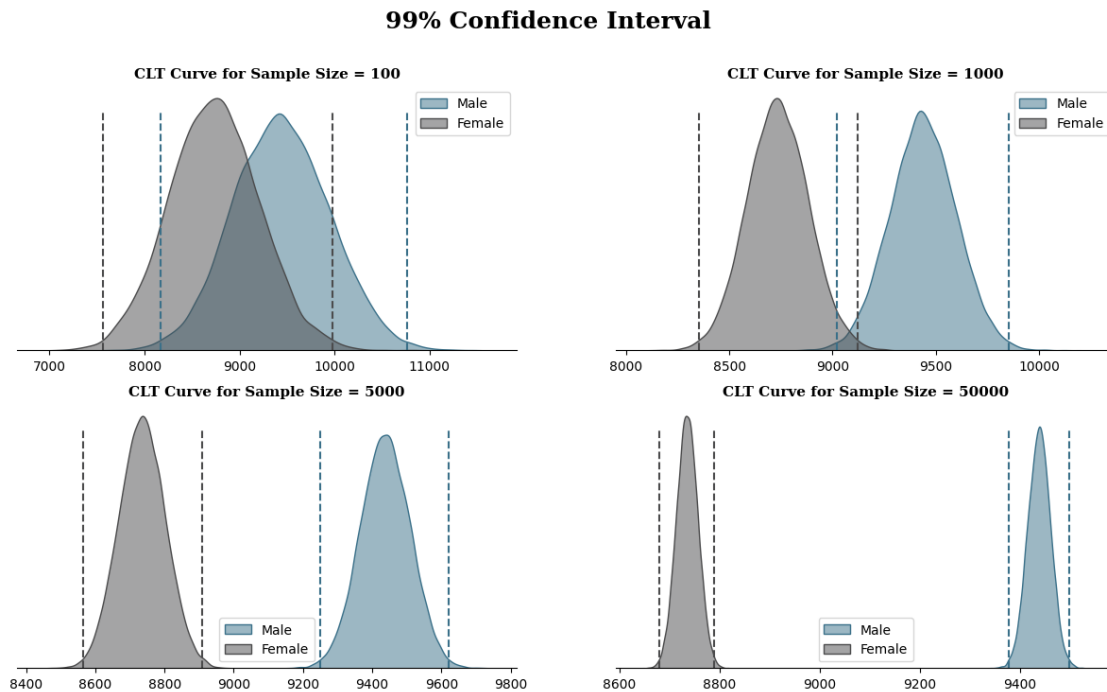 99% Confidence Interval
CLT Curve for Sample Size = 100
Male
Female
7000 8000 9000 10000 11000
CLT Curve for Sample Size = 1000
Male
Female
8000 8500 9000 9500 10000
CLT Curve for Sample Size = 5000
Male
Female
8400 8600 8800 9000 9200 9400 9600 9800
CLT Curve for Sample Size = 50000
Male
Female
8600 8800 9000 9200 9400